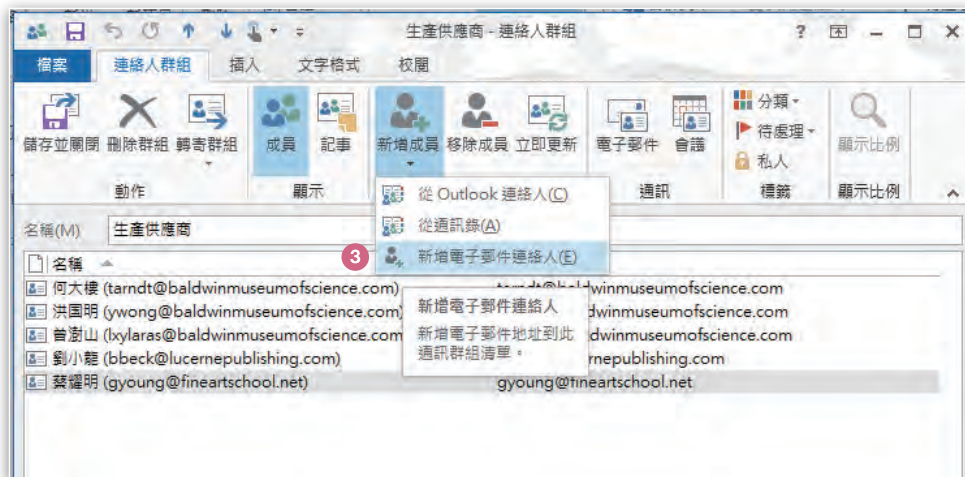 生產供應商 - 連絡人群組
檔案 連絡人群組 插入 文字格式 校閱
儲存並關閉 刪除群組 轉寄群組 成員 記事 新增成員 移除成員 立即更新 電子郵件 會議 分類 顯示比例
待處理
私人
動作 顯示 通訊 標籤 顯示比例
從 Outlook 連絡人(C)
從通訊錄(A)
3 新增電子郵件連絡人(E)
名稱(M) 生產供應商
名稱
何大樓 (tarndt@baldwinmuseumofscience.com)
洪国明 (ywong@baldwinmuseumofscience.com) dwinmuseumofscience.com
曾澍山 (lxylaras@baldwinmuseumofscience.com dwinmuseumofscience.com
劉小龍 (bbeck@lucernepublishing.com) rnepublishing.com
蔡耀明 (gyoung@fineartschool.net) gyoung@fineartschool.net
新增電子郵件連絡人
新增電子郵件地址到此
通訊群組清單。